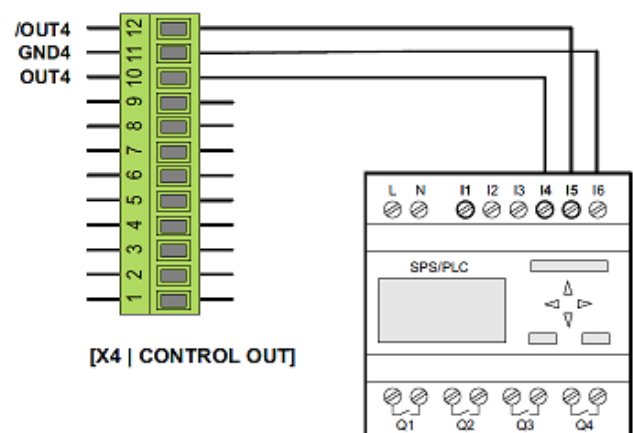 /OUT4
GND4
OUT4
12
11
10
9
8
7
6
5
4
3
2
1
[X4 | CONTROL OUT]
L N I1 I2 I3 I4 I5 I6
SPS/PLC
Q1 Q2 Q3 Q4